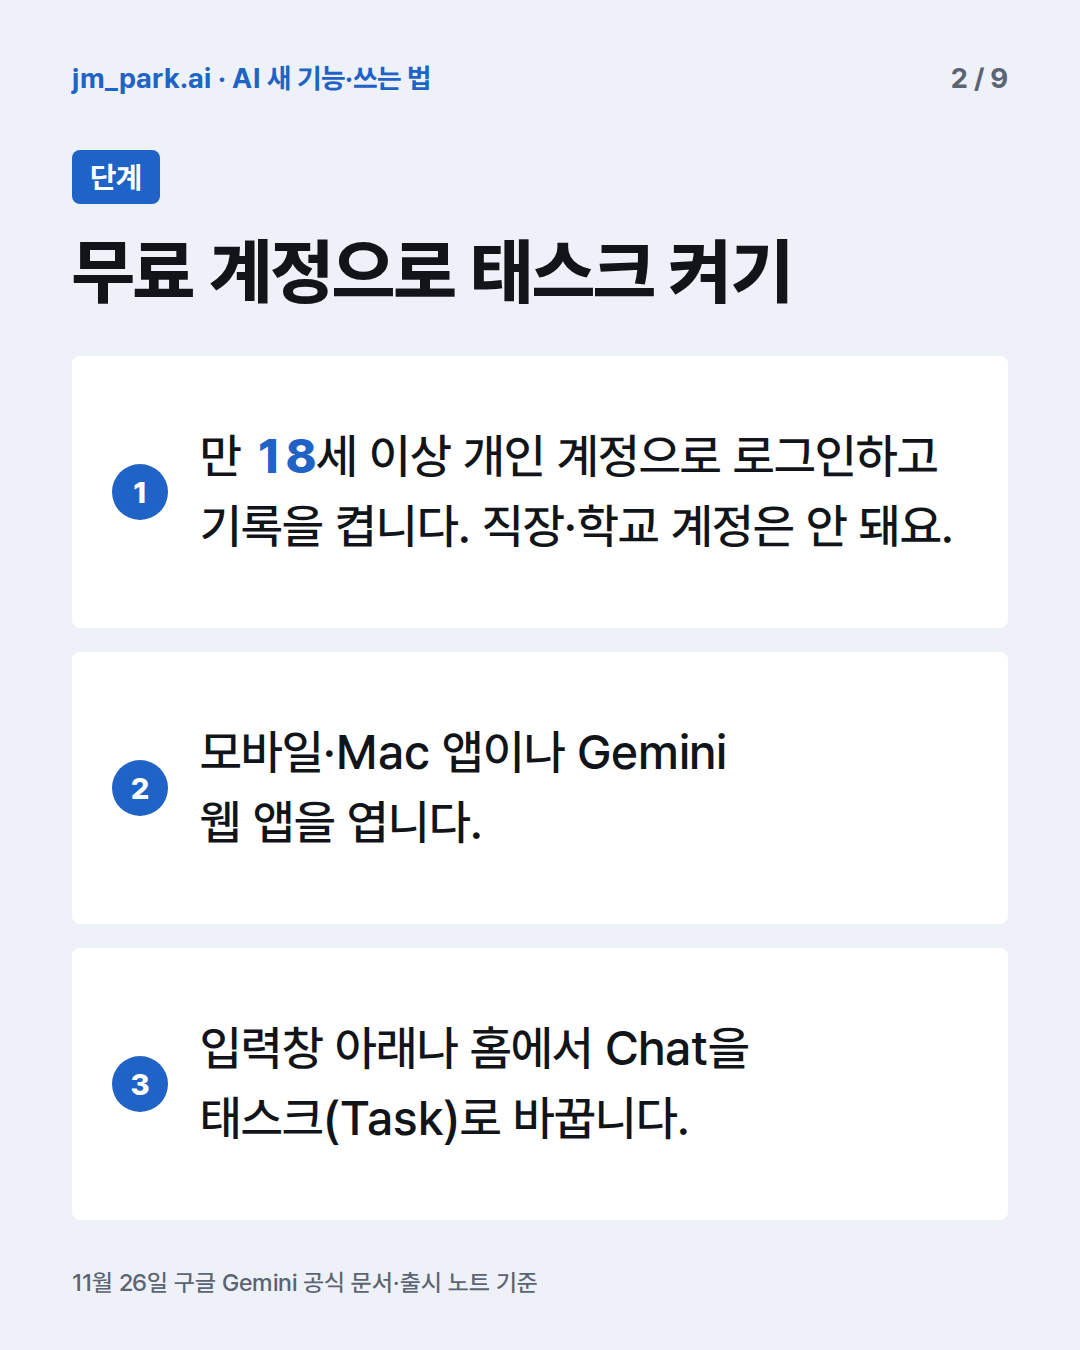 jm_park.ai · AI 새 기능·쓰는 법
2 / 9
단계
무료 계정으로 태스크 켜기
1
만 18세 이상 개인 계정으로 로그인하고
기록을 켭니다. 직장·학교 계정은 안 돼요.
2
모바일·Mac 앱이나 Gemini
웹 앱을 엽니다.
3
입력창 아래나 홈에서 Chat을
태스크(Task)로 바꿉니다.
11월 26일 구글 Gemini 공식 문서·출시 노트 기준